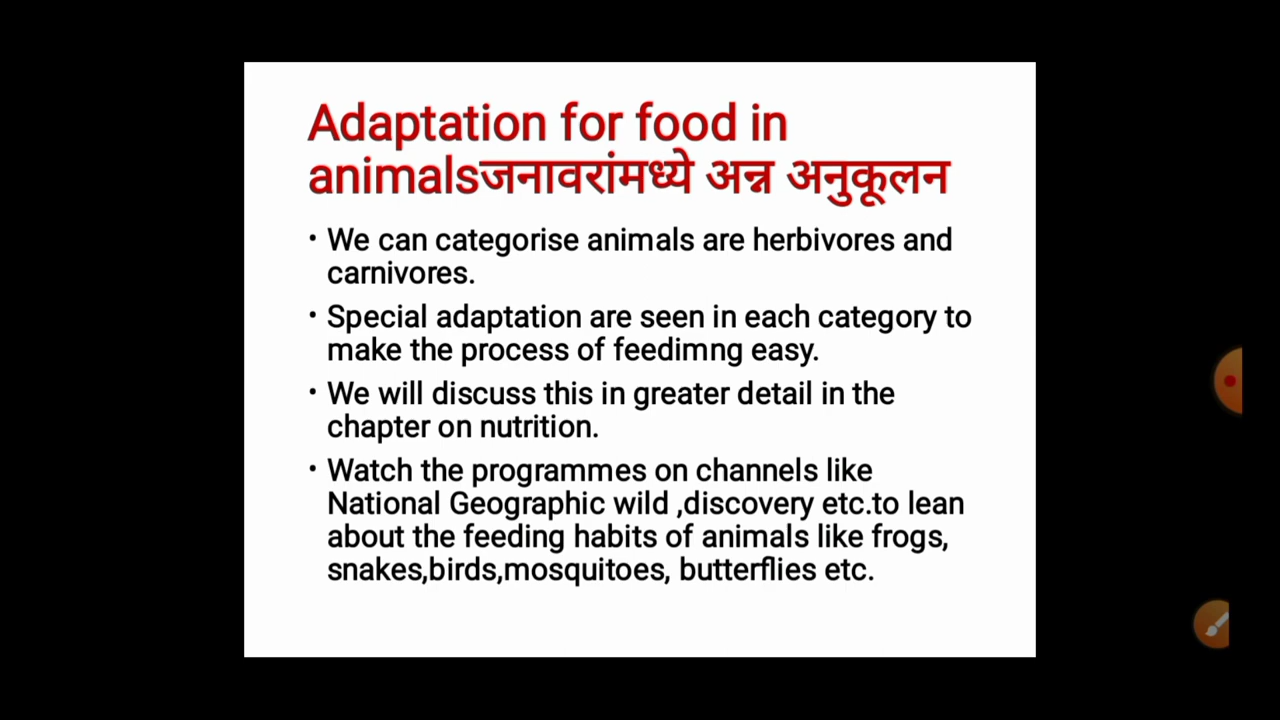 Adaptation for food in
animalsजनावरांमध्ये अन्न अनुकूलन
• We can categorise animals are herbivores and
carnivores.
• Special adaptation are seen in each category to
make the process of feedimng easy.
• We will discuss this in greater detail in the
chapter on nutrition.
• Watch the programmes on channels like
National Geographic wild ,discovery etc.to lean
about the feeding habits of animals like frogs,
snakes,birds,mosquitoes, butterflies etc.